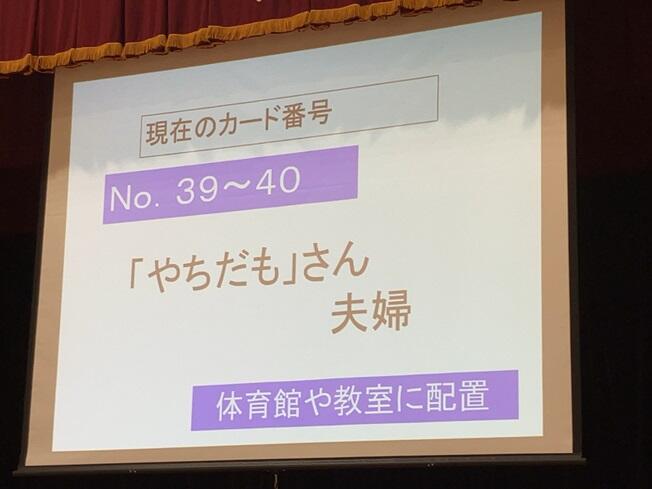 現在のカード番号
No. 39～40
「やちだも」さん
夫婦
体育館や教室に配置